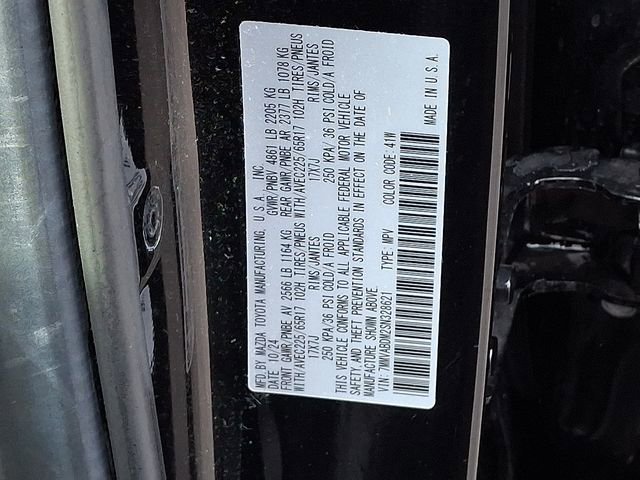 MFD.BY MAZDA TOYOTA MANUFACTURING, U.S.A., INC.
DATE 10/24 GVWR/PNBV 4861 LB 2205 KG
FRONT GAWR/PNBE AV 2566 LB 1164 KG REAR GAWR/PNBE AR 2377 LB 1078 KG
WITH/AVEC225/65R17 102H TIRES/PNEUS WITH/AVEC225/65R17 102H TIRES/PNEUS
17X7J RIMS/JANTES 17X7J RIMS/JANTES
250 KPA/36 PSI COLD/A FROID 250 KPA/ 36 PSI COLD/A FROID
THIS VEHICLE CONFORMS TO ALL APPLICABLE FEDERAL MOTOR VEHICLE
SAFETY, AND THEFT PREVENTION STANDARDS IN EFFECT ON THE DATE OF
MANUFACTURE SHOWN ABOVE.
VIN: 7MMVABDM2SN328621 TYPE: MPV COLOR CODE: 41W
MADE IN U.S.A.